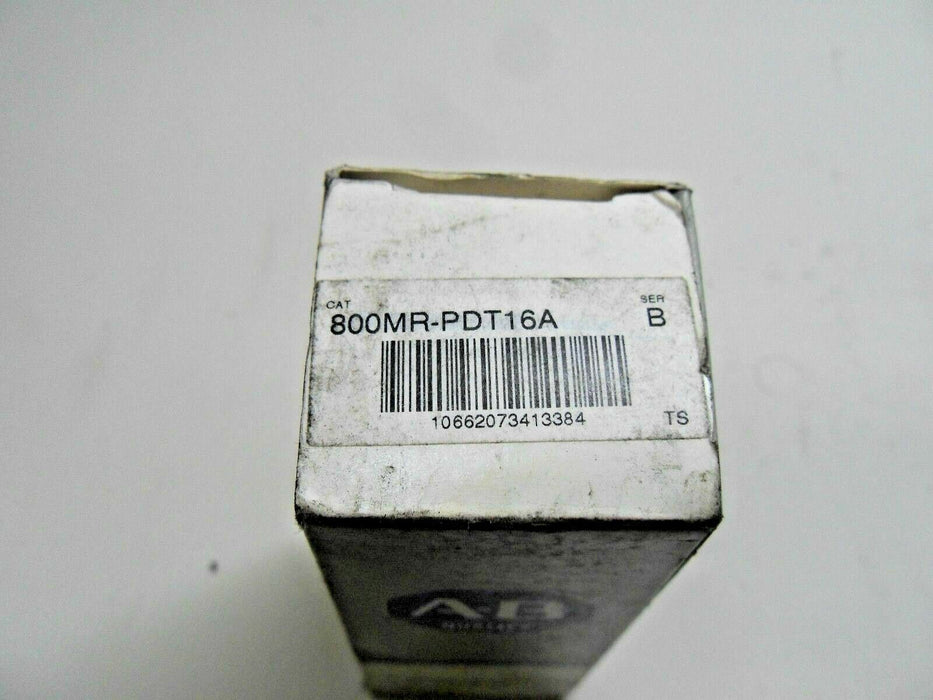 CAT
SER
800MR-PDT16A
B
10662073413384
TS
A-B